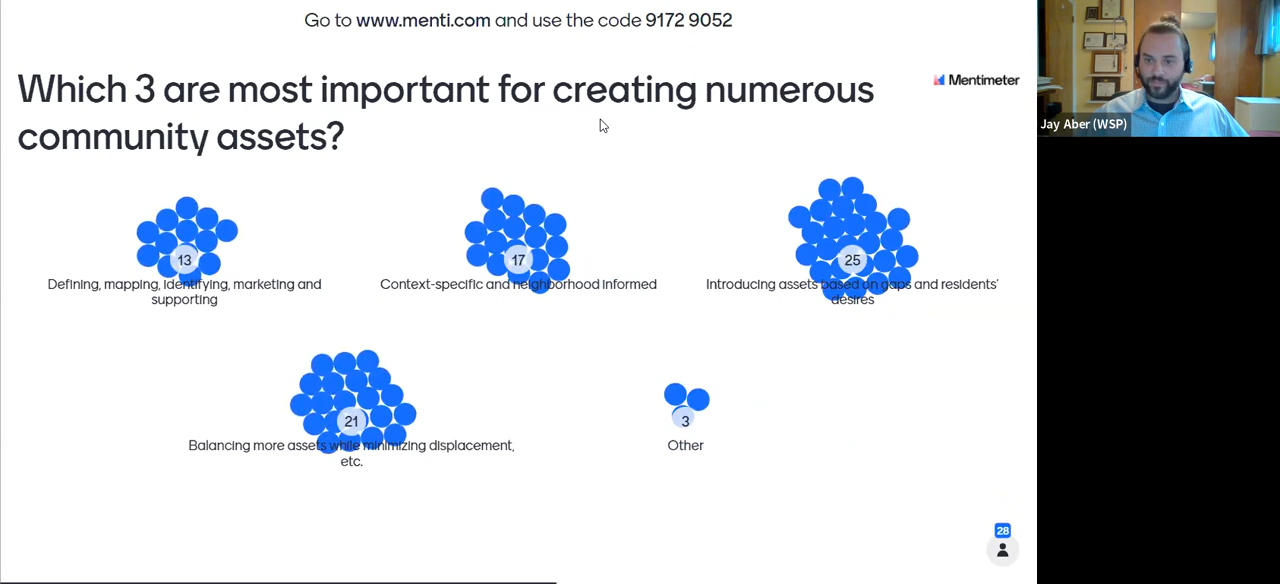 Go to www.menti.com and use the code 9172 9052
Which 3 are most important for creating numerous
community assets?
Mentimeter
Jay Aber (WSP)
13
Defining, mapping, identifying, marketing and
supporting
17
Context-specific and neighborhood informed
25
Introducing assets based on gaps and residents'
desires
21
Balancing more assets while minimizing displacement,
etc.
3
Other
28